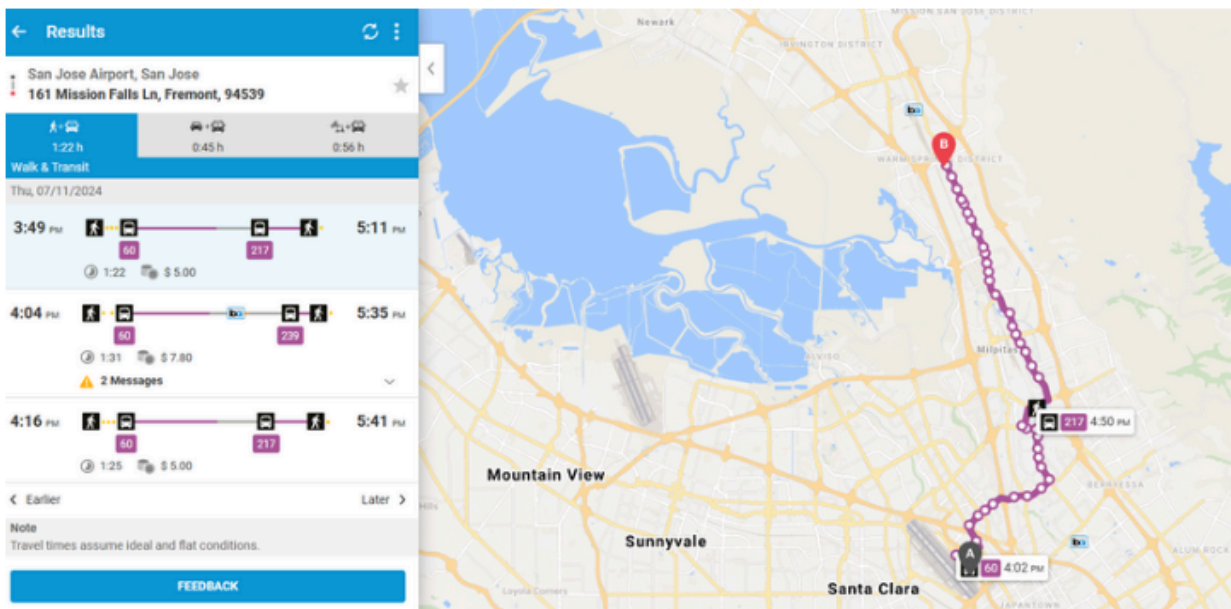 Results
San Jose Airport, San Jose
161 Mission Falls Ln, Fremont, 94539
1:22 h
0:45 h
0:56 h
Walk & Transit
Thu, 07/11/2024
3:49 PM
5:11 PM
60
217
1:22
$ 5.00
4:04 PM
5:35 PM
60
239
1:31
$ 7.80
2 Messages
4:16 PM
5:41 PM
60
217
1:25
$ 5.00
Earlier
Later
Note
Travel times assume ideal and flat conditions.
FEEDBACK
Newark
MISSION SAN JOSE DISTRICT
IRVINGTON DISTRICT
B
WARM SPRINGS DISTRICT
Milpitas
ALVISO
217 4:50 PM
Mountain View
BERRYESSA
Hills
Sunnyvale
ALUM ROCK
A
60 4:02 PM
Santa Clara
Loyola Corners
JAPANTOWN